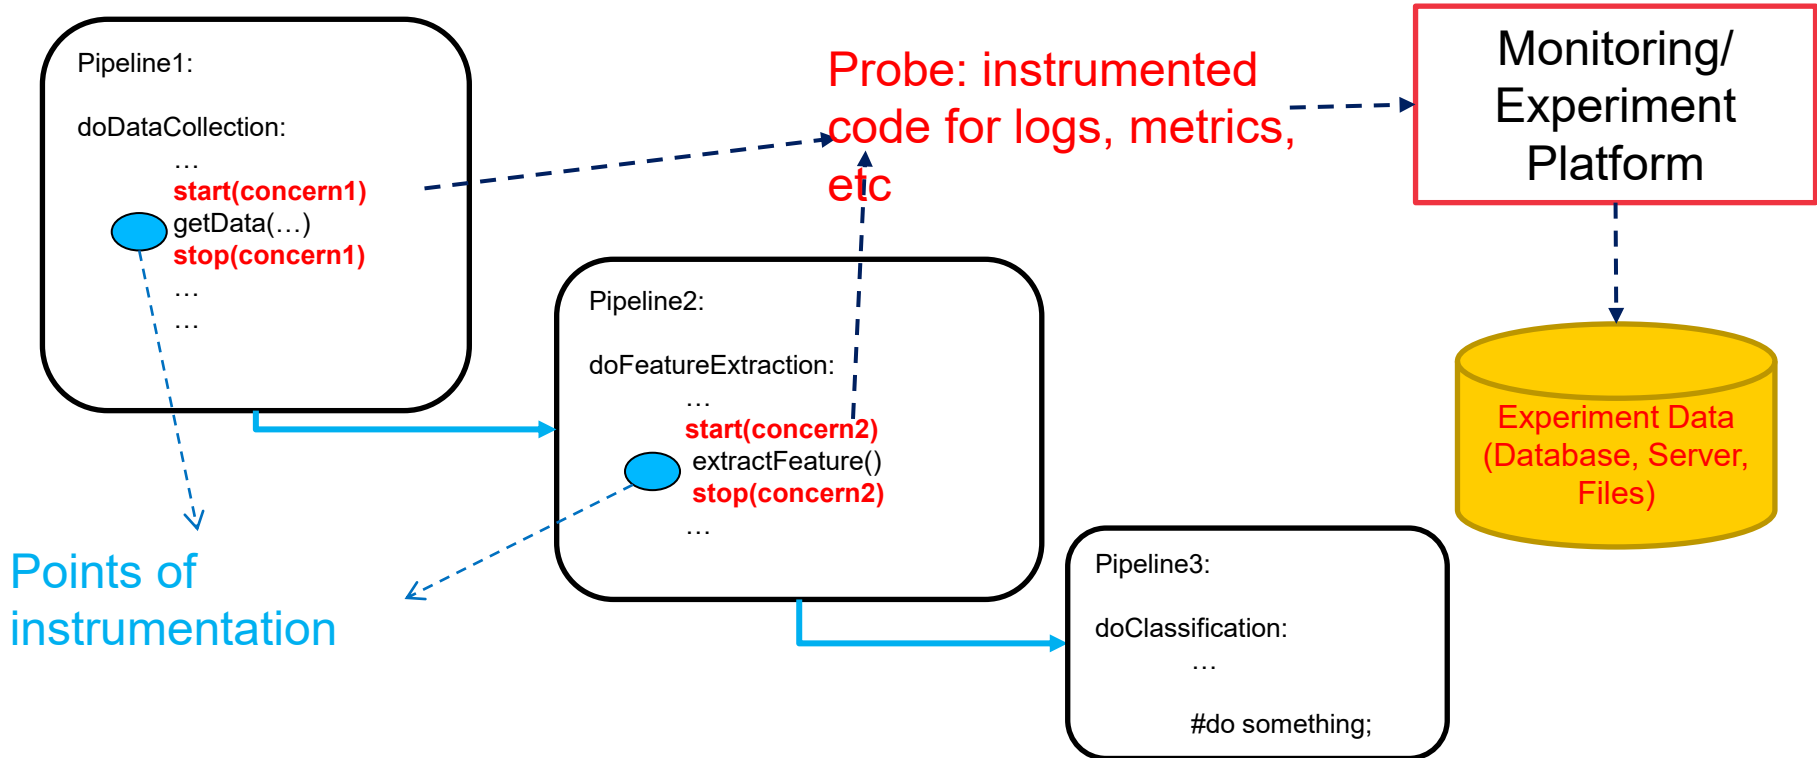 Pipeline1:
doDataCollection:
…
start(concern1)
getData(…)
stop(concern1)
…
…
Probe: instrumented
code for logs, metrics,
etc
Monitoring/
Experiment
Platform
Pipeline2:
doFeatureExtraction:
…
start(concern2)
extractFeature()
stop(concern2)
…
Experiment Data
(Database, Server,
Files)
Points of
instrumentation
Pipeline3:
doClassification:
…
#do something;